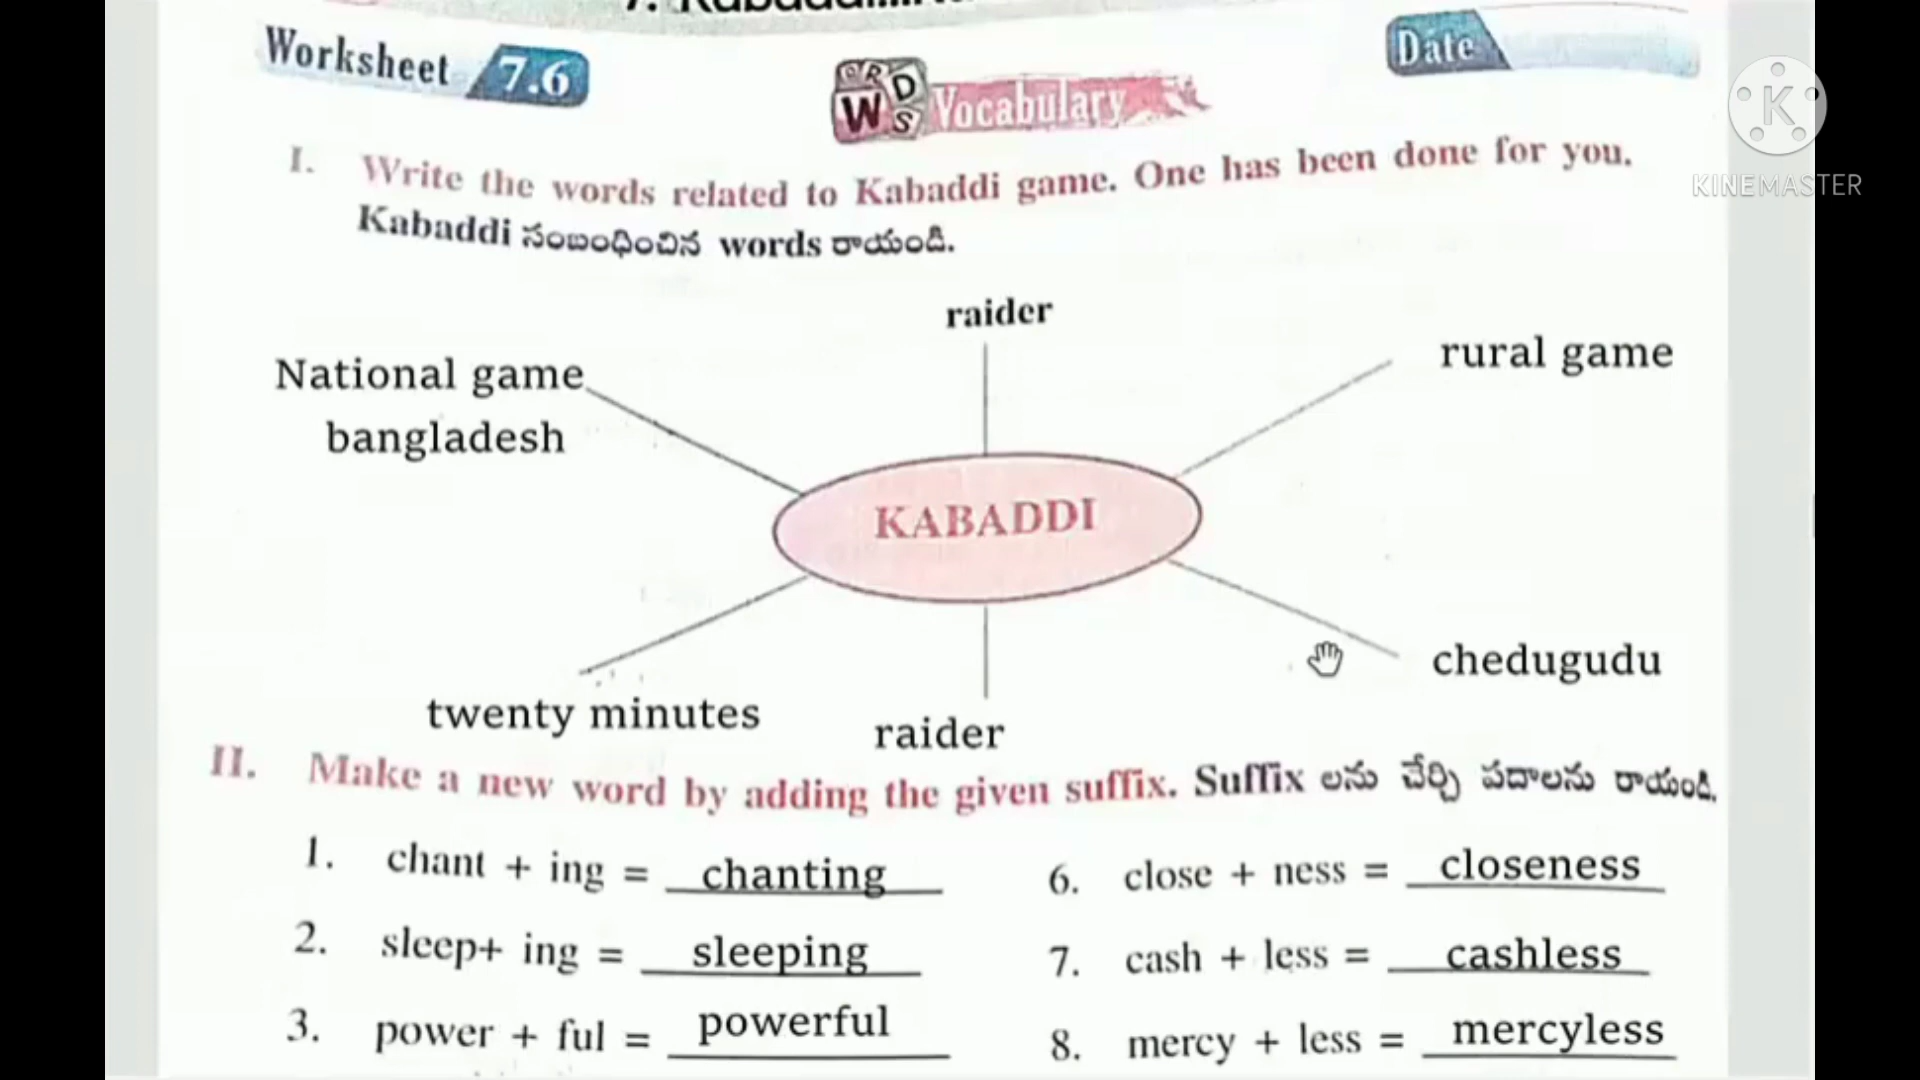 Worksheet 7.6
WORDS Vocabulary
Date
KINEMASTER
I. Write the words related to Kabaddi game. One has been done for you.
Kabaddi సంబంధించిన words రాయండి.
raider
National game
bangladesh
rural game
KABADDI
twenty minutes
raider
chedugudu
II. Make a new word by adding the given suffix. Suffix లను చేర్చి పదాలను రాయండి.
1. chant + ing = chanting
6. close + ness = closeness
2. sleep+ ing = sleeping
7. cash + less = cashless
3. power + ful = powerful
8. mercy + less = mercyless